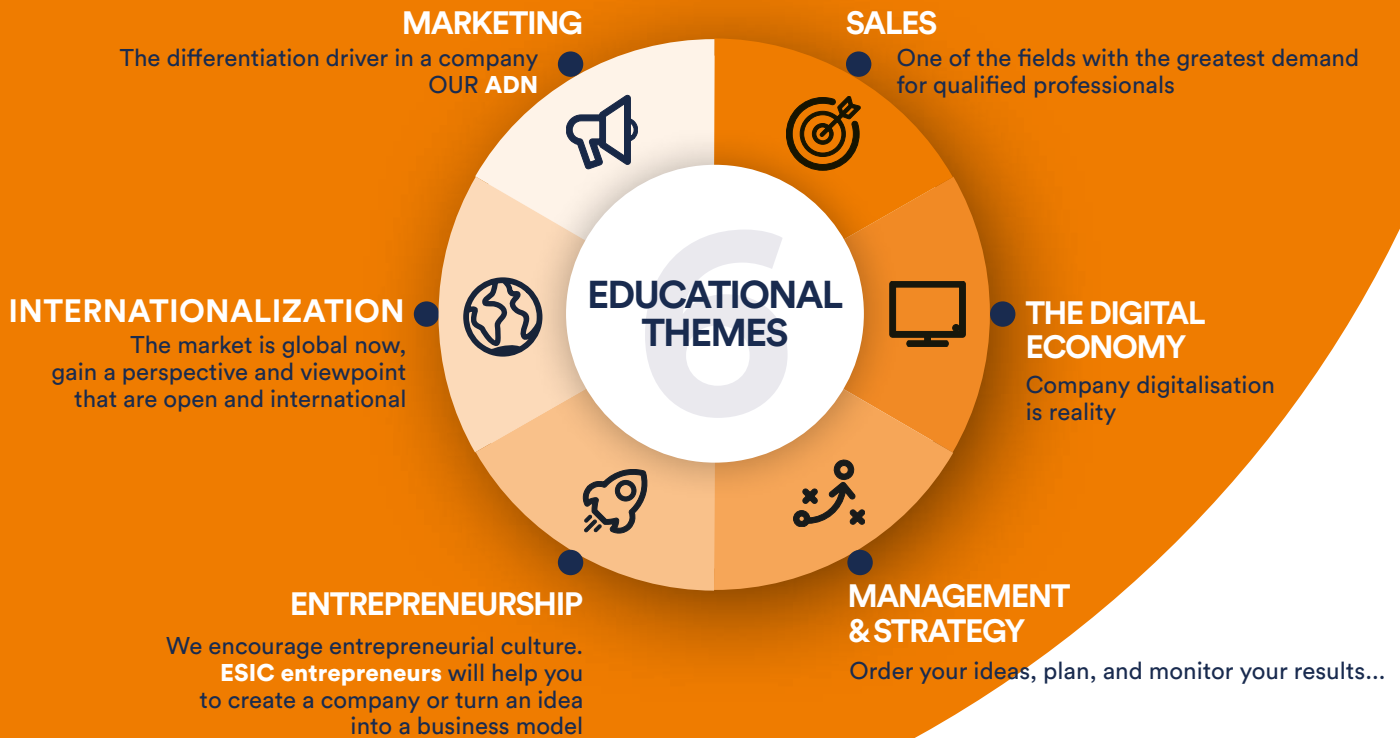 MARKETING
The differentiation driver in a company
OUR ADN
SALES
One of the fields with the greatest demand
for qualified professionals
6
EDUCATIONAL
THEMES
INTERNATIONALIZATION
The market is global now,
gain a perspective and viewpoint
that are open and international
THE DIGITAL
ECONOMY
Company digitalisation
is reality
ENTREPRENEURSHIP
We encourage entrepreneurial culture.
ESIC entrepreneurs will help you
to create a company or turn an idea
into a business model
MANAGEMENT
& STRATEGY
Order your ideas, plan, and monitor your results...